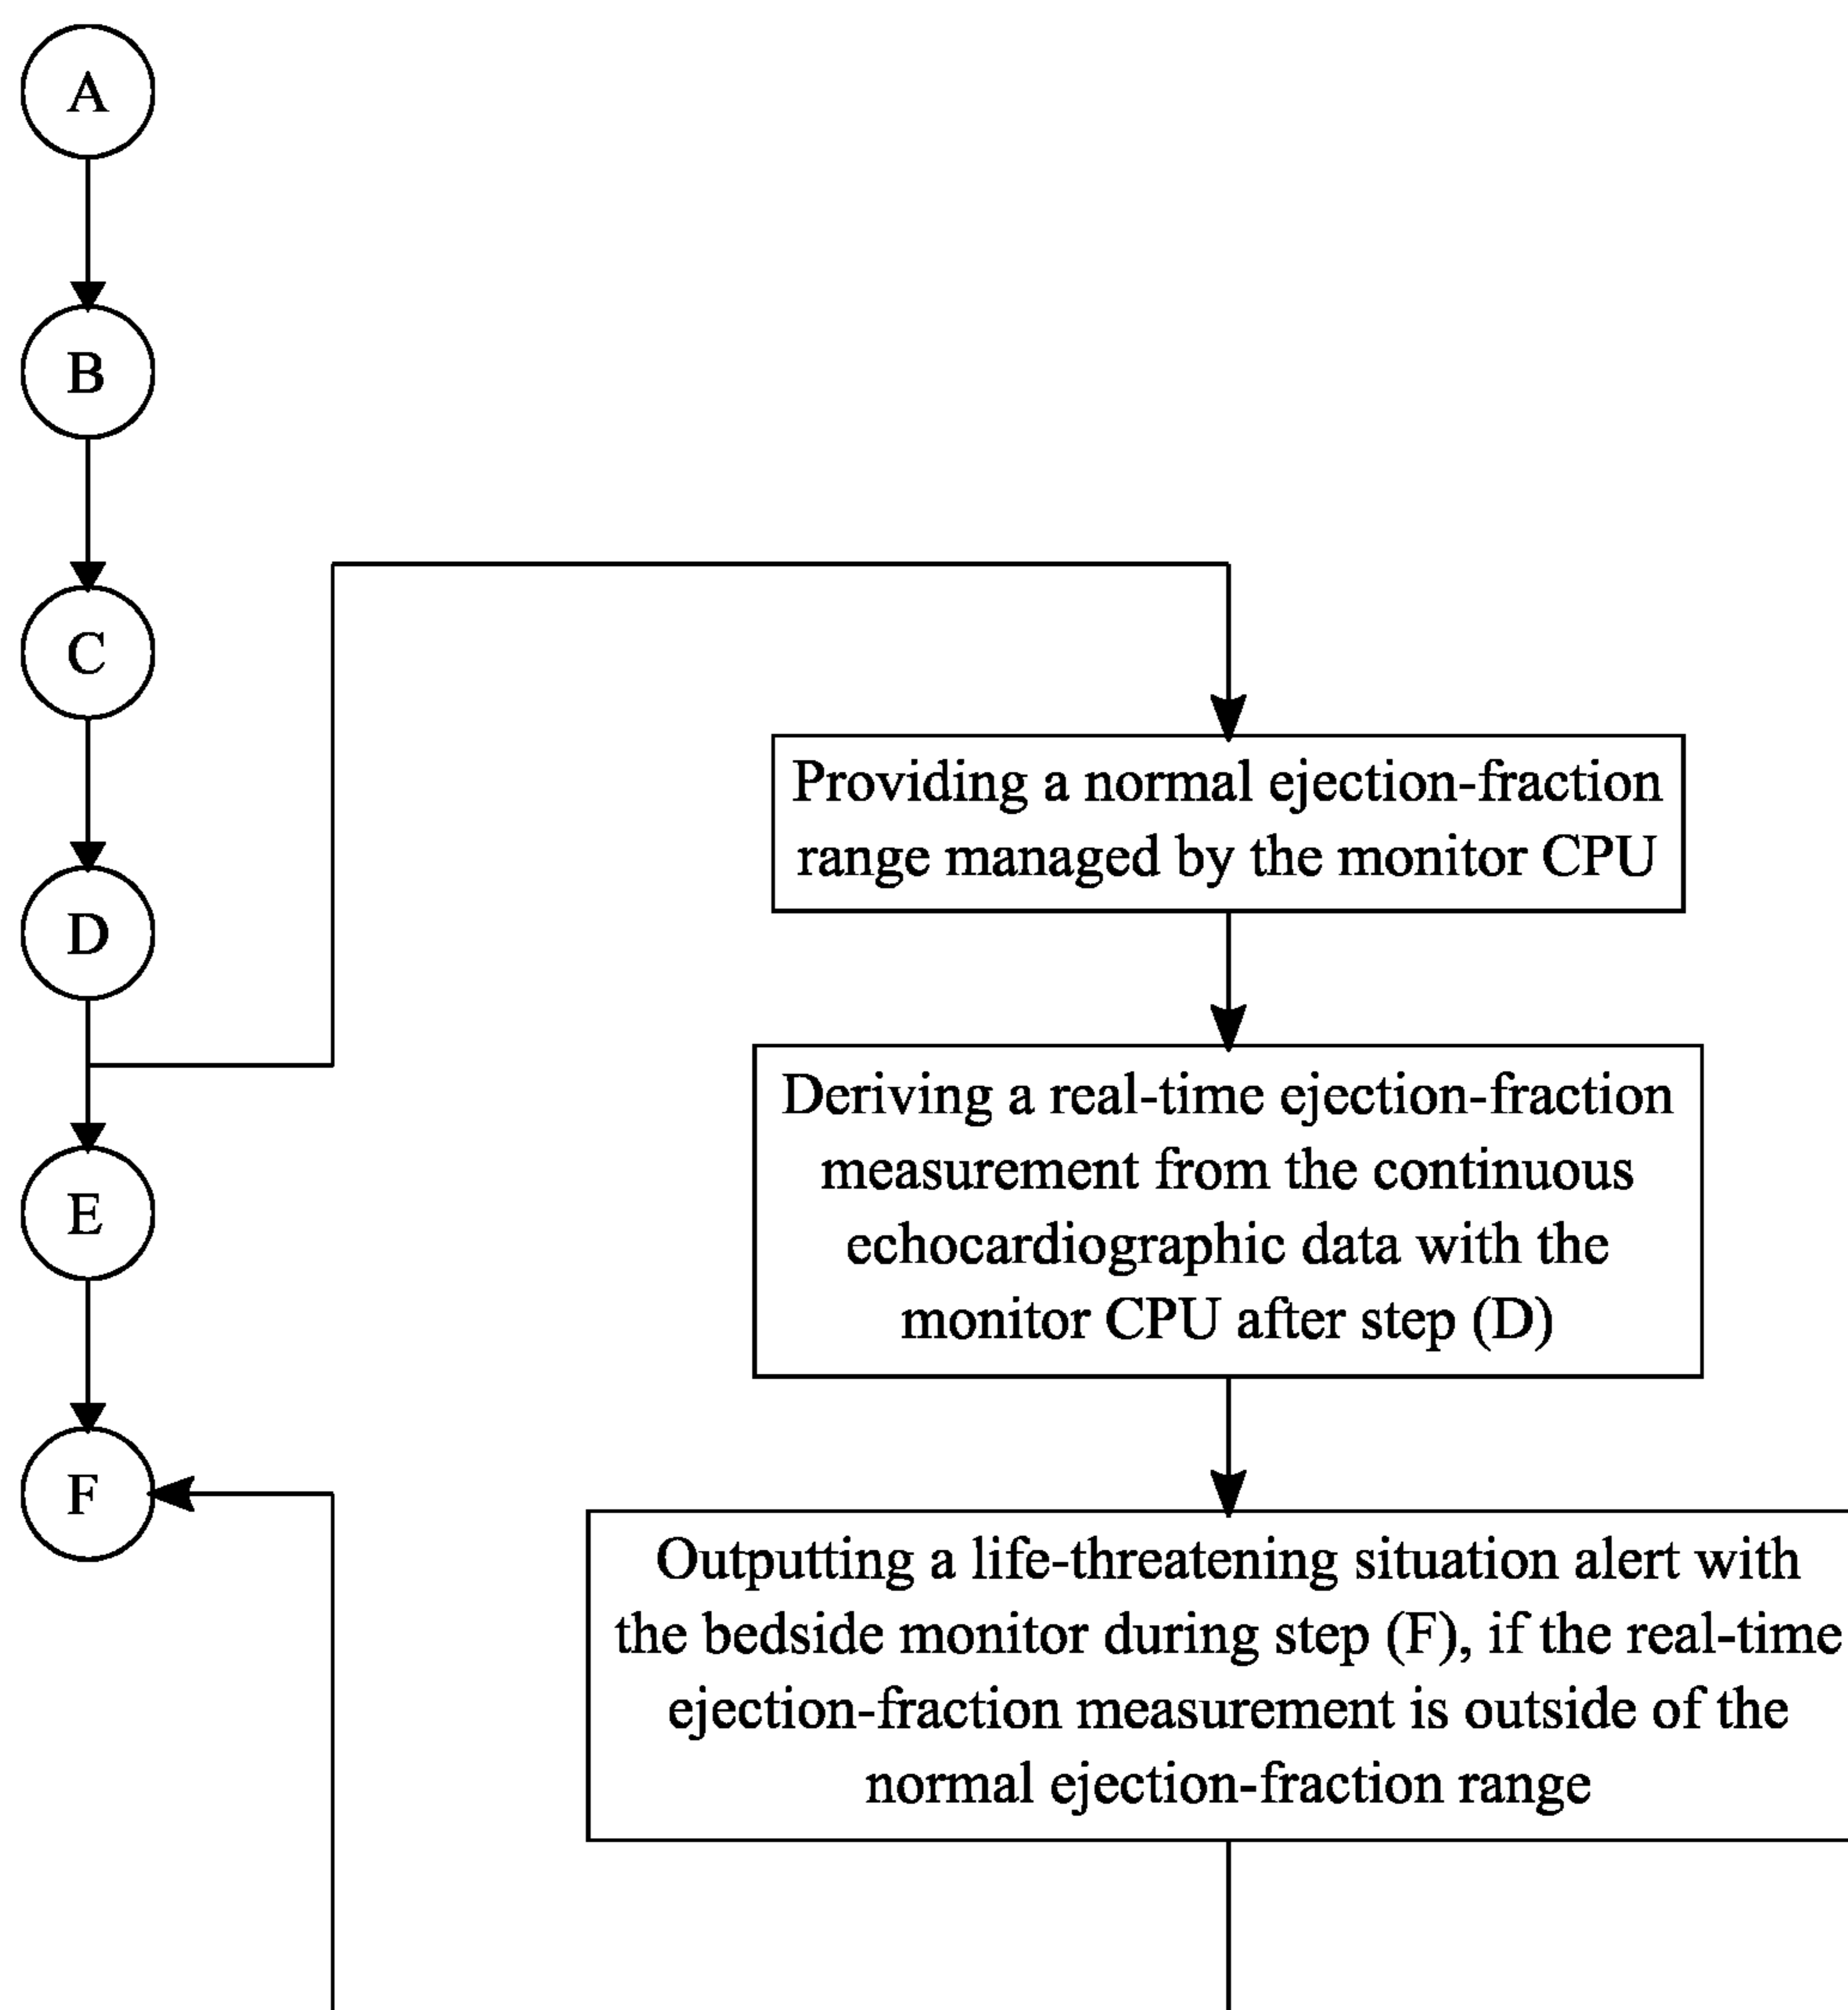 A
B
C
D
E
F
Providing a normal ejection-fraction
range managed by the monitor CPU
Deriving a real-time ejection-fraction
measurement from the continuous
echocardiographic data with the
monitor CPU after step (D)
Outputting a life-threatening situation alert with
the bedside monitor during step (F), if the real-time
ejection-fraction measurement is outside of the
normal ejection-fraction range